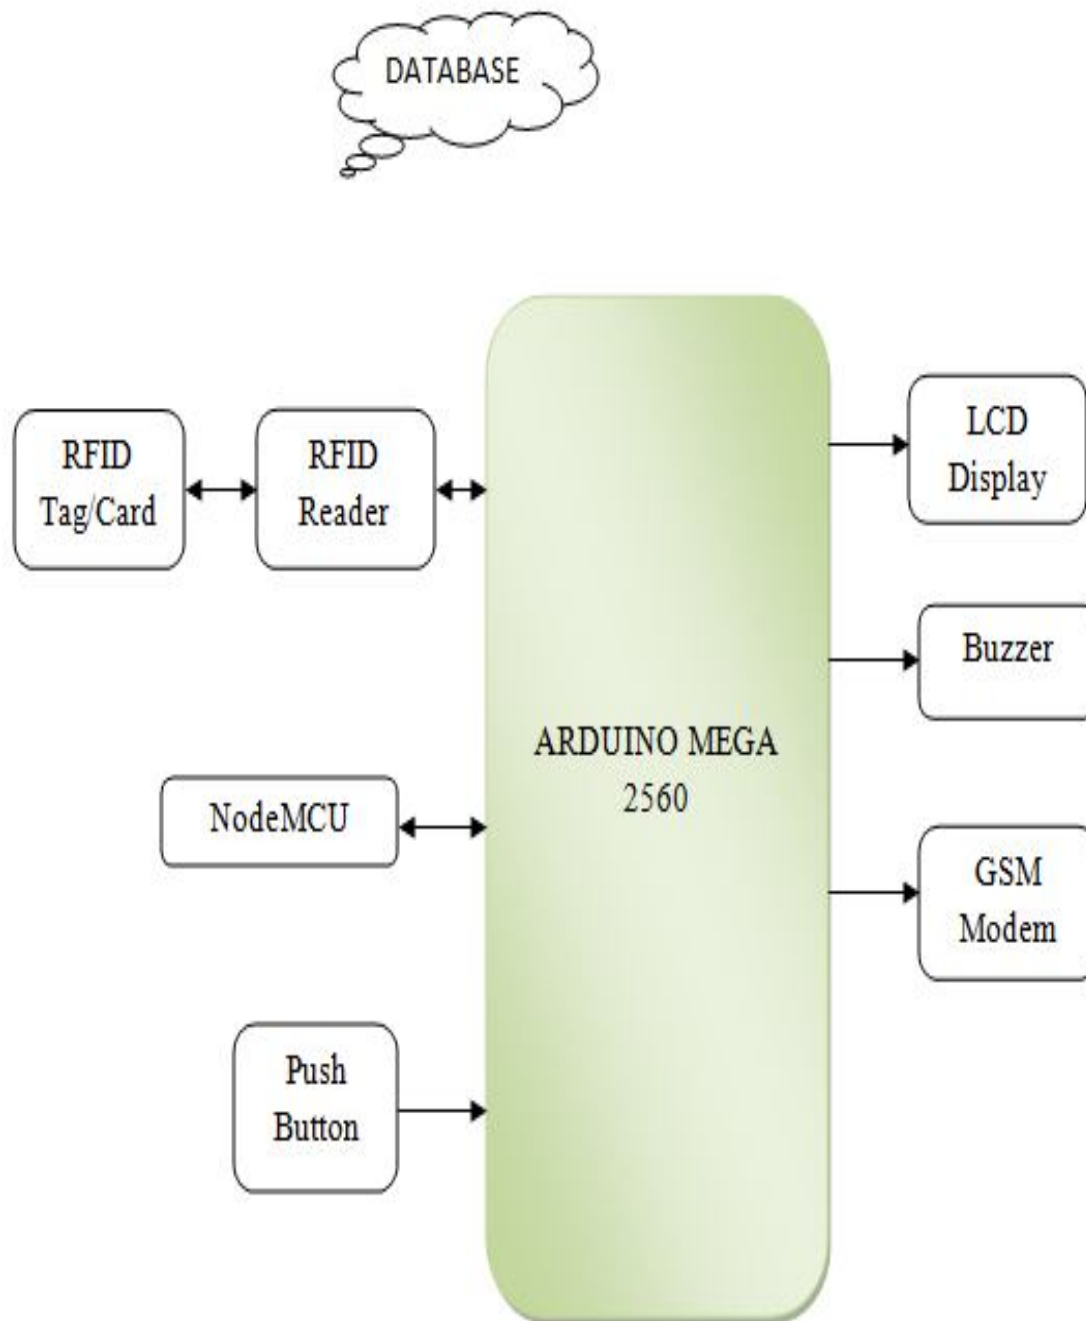 DATABASE
RFID
Tag/Card
RFID
Reader
LCD
Display
Buzzer
ARDUINO MEGA
2560
NodeMCU
GSM
Modem
Push
Button